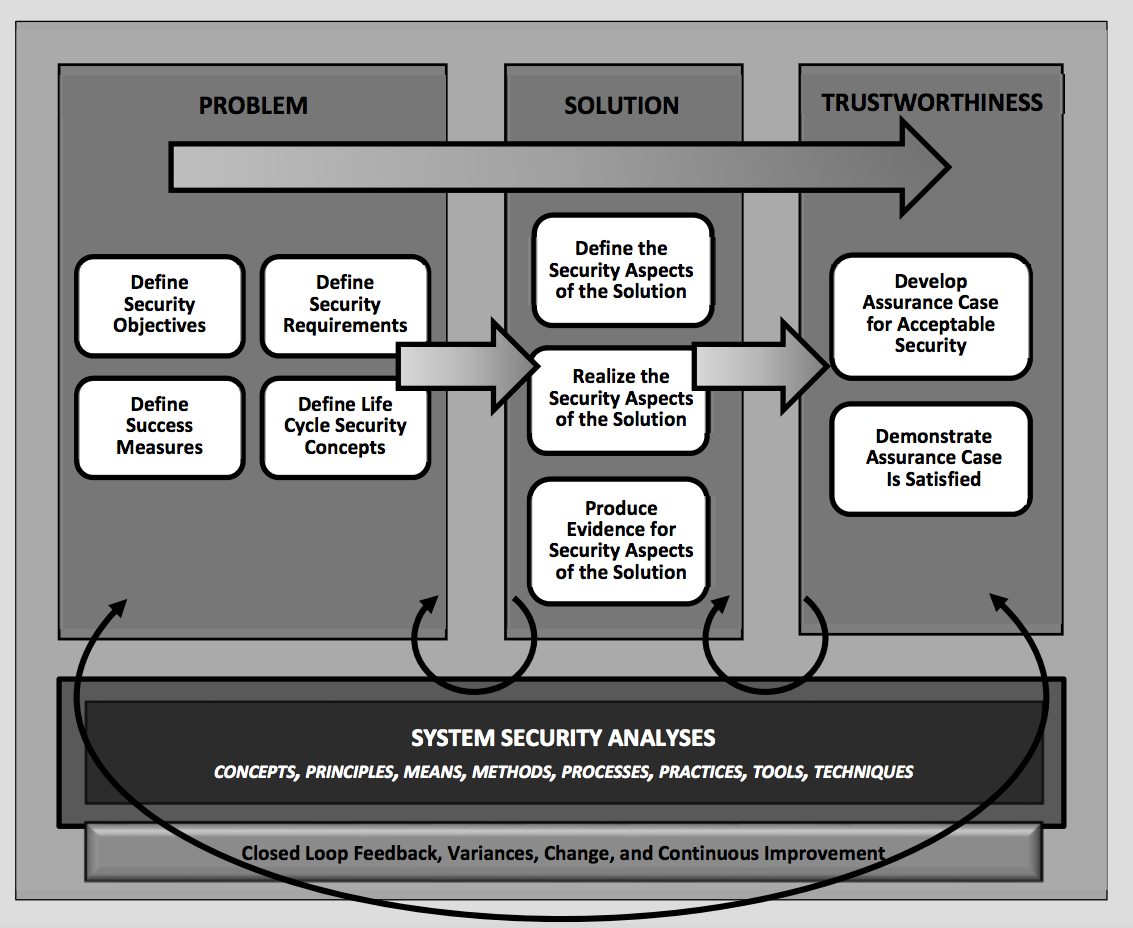 PROBLEM
SOLUTION
TRUSTWORTHINESS
Define
Security
Objectives
Define
Security
Requirements
Define
Success
Measures
Define Life
Cycle Security
Concepts
Define the
Security Aspects
of the Solution
Realize the
Security Aspects
of the Solution
Produce
Evidence for
Security Aspects
of the Solution
Develop
Assurance Case
for Acceptable
Security
Demonstrate
Assurance Case
Is Satisfied
SYSTEM SECURITY ANALYSES
CONCEPTS, PRINCIPLES, MEANS, METHODS, PROCESSES, PRACTICES, TOOLS, TECHNIQUES
Closed Loop Feedback, Variances, Change, and Continuous Improvement